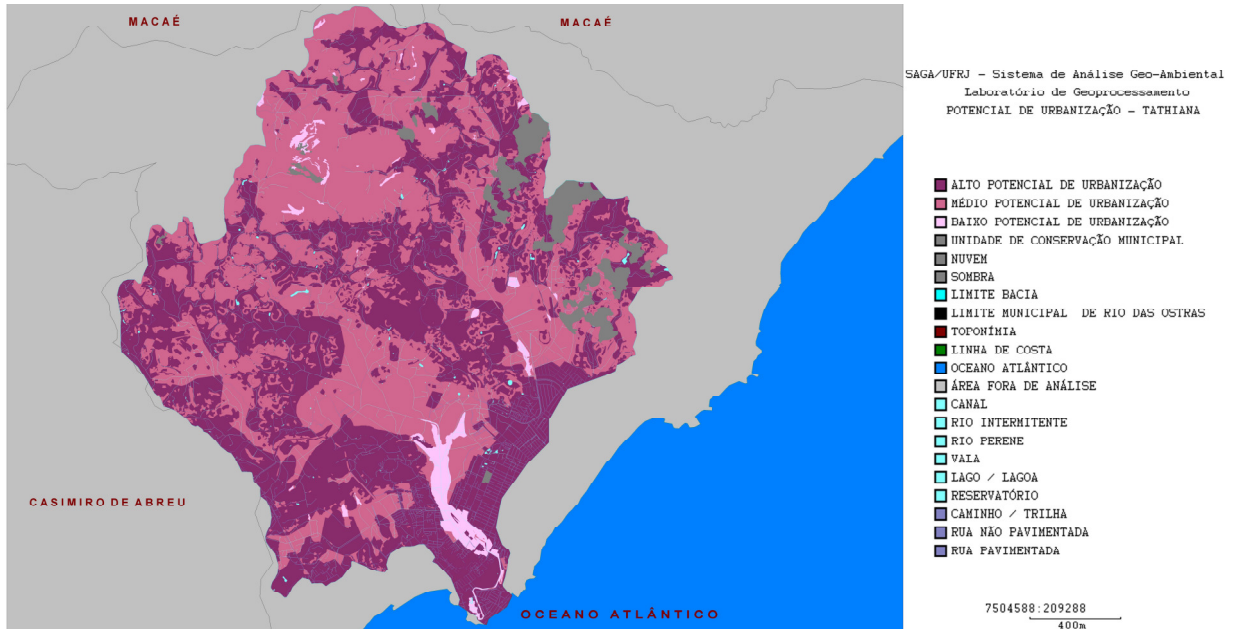 MACAÉ
MACAÉ
CASIMIRO DE ABREU
OCEANO ATLÂNTICO
SAGA/UFRJ - Sistema de Análise Geo-Ambiental
Laboratório de Geoprocessamento
POTENCIAL DE URBANIZAÇÃO - TATHIANA
ALTO POTENCIAL DE URBANIZAÇÃO
MÉDIO POTENCIAL DE URBANIZAÇÃO
BAIXO POTENCIAL DE URBANIZAÇÃO
UNIDADE DE CONSERVAÇÃO MUNICIPAL
NUVEM
SOMBRA
LIMITE BACIA
LIMITE MUNICIPAL DE RIO DAS OSTRAS
TOPONÍMIA
LINHA DE COSTA
OCEANO ATLÂNTICO
ÁREA FORA DE ANÁLISE
CANAL
RIO INTERMITENTE
RIO PERENE
VALA
LAGO / LAGOA
RESERVATÓRIO
CAMINHO / TRILHA
RUA NÃO PAVIMENTADA
RUA PAVIMENTADA
7504588:209288
400m